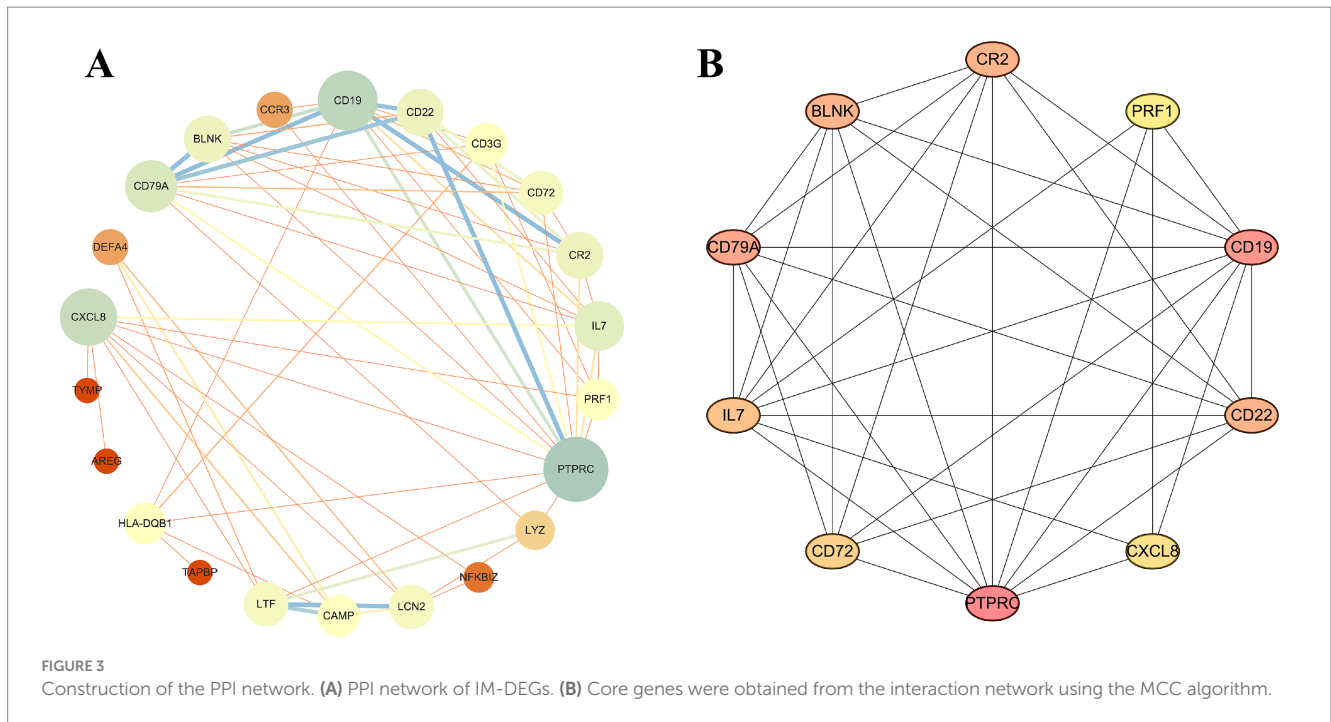 A
CD19
CD22
CCR3
BLNK
CD3G
CD79A
CD72
DEFA4
CR2
CXCL8
IL7
TYMP
PRF1
AREG
PTPRC
HLA-DQB1
LYZ
TAPBP
NFKBIZ
LTF
CAMP
LCN2
B
CR2
BLNK
PRF1
CD79A
CD19
IL7
CD22
CD72
CXCL8
PTPRC
FIGURE 3
Construction of the PPI network. (A) PPI network of IM-DEGs. (B) Core genes were obtained from the interaction network using the MCC algorithm.